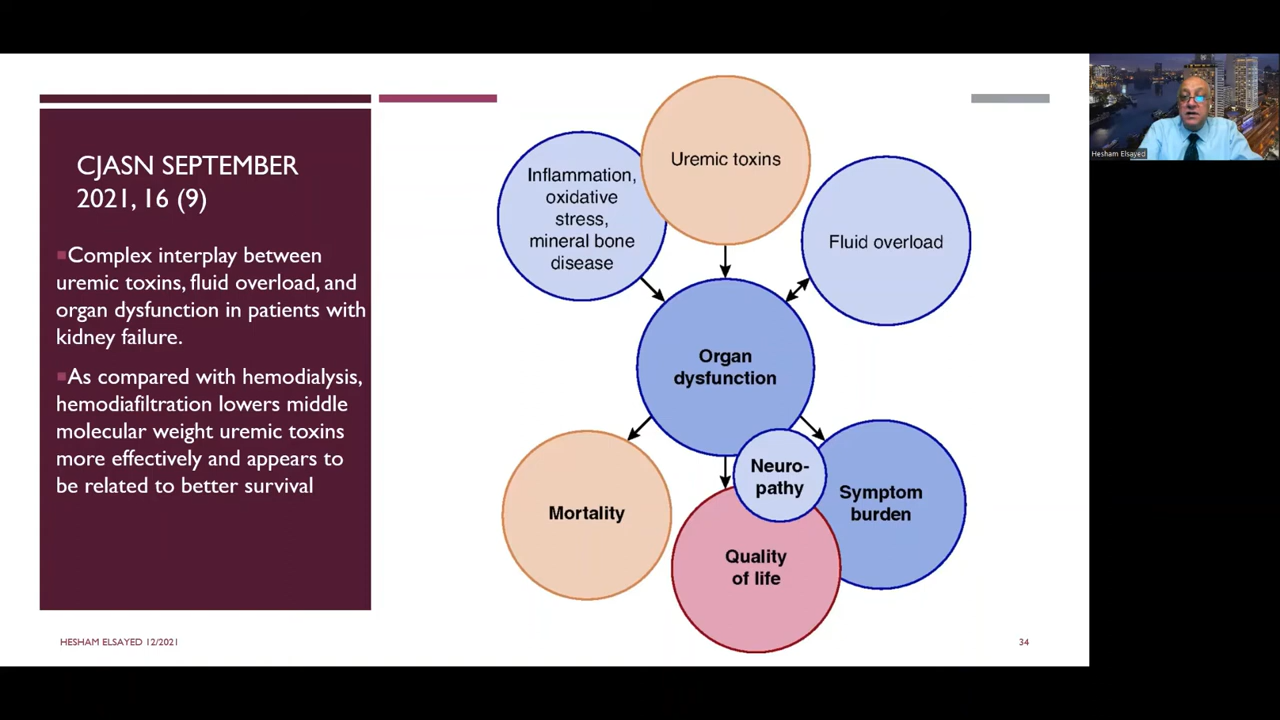 CJASN SEPTEMBER
2021, 16 (9)
▪Complex interplay between
uremic toxins, fluid overload, and
organ dysfunction in patients with
kidney failure.
▪As compared with hemodialysis,
hemodiafiltration lowers middle
molecular weight uremic toxins
more effectively and appears to
be related to better survival
Inflammation,
oxidative
stress,
mineral bone
disease
Uremic toxins
Fluid overload
Organ
dysfunction
Neuro-
pathy
Mortality
Quality
of life
Symptom
burden
HESHAM ELSAYED 12/2021
34
Hesham Elsayed